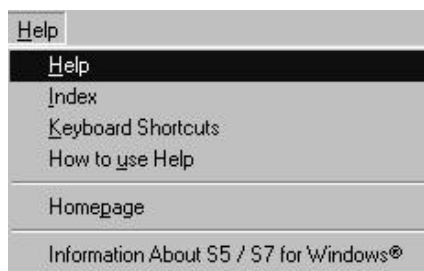 Help
Help
Index
Keyboard Shortcuts
How to use Help
Homepage
Information About S5 / S7 for Windows®